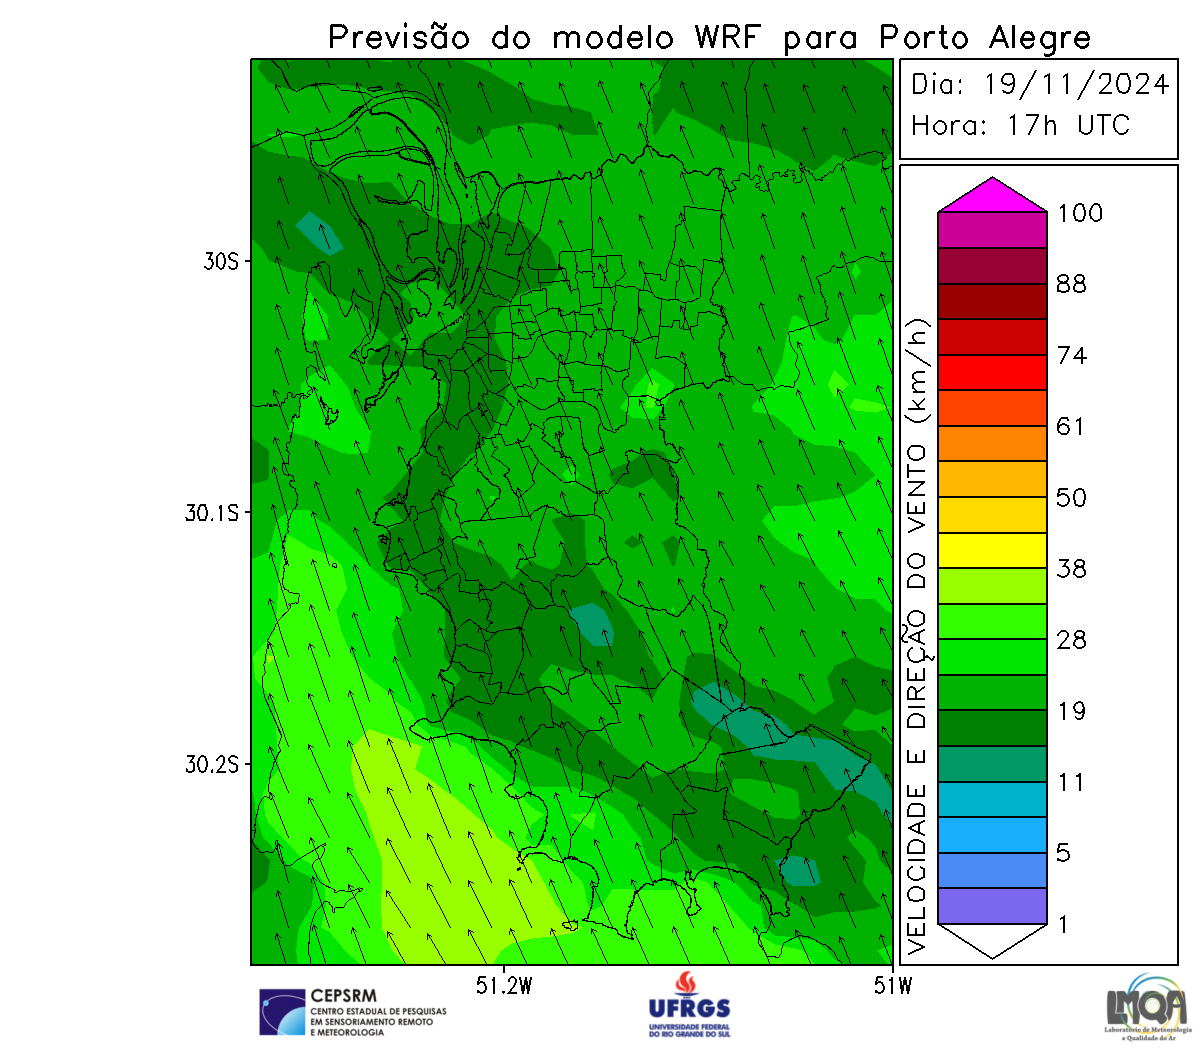 Previsão do modelo WRF para Porto Alegre
Dia: 19/11/2024
Hora: 17h UTC
30S
30.1S
30.2S
51.2W
51W
VELOCIDADE E DIREÇÃO DO VENTO (km/h)
100
88
74
61
50
38
28
19
11
5
1
CEPSRM
CENTRO ESTADUAL DE PESQUISAS
EM SENSORIAMENTO REMOTO
E METEOROLOGIA
UFRGS
UNIVERSIDADE FEDERAL
DO RIO GRANDE DO SUL
LMQA
Laboratório de Meteorologia
e Qualidade do Ar